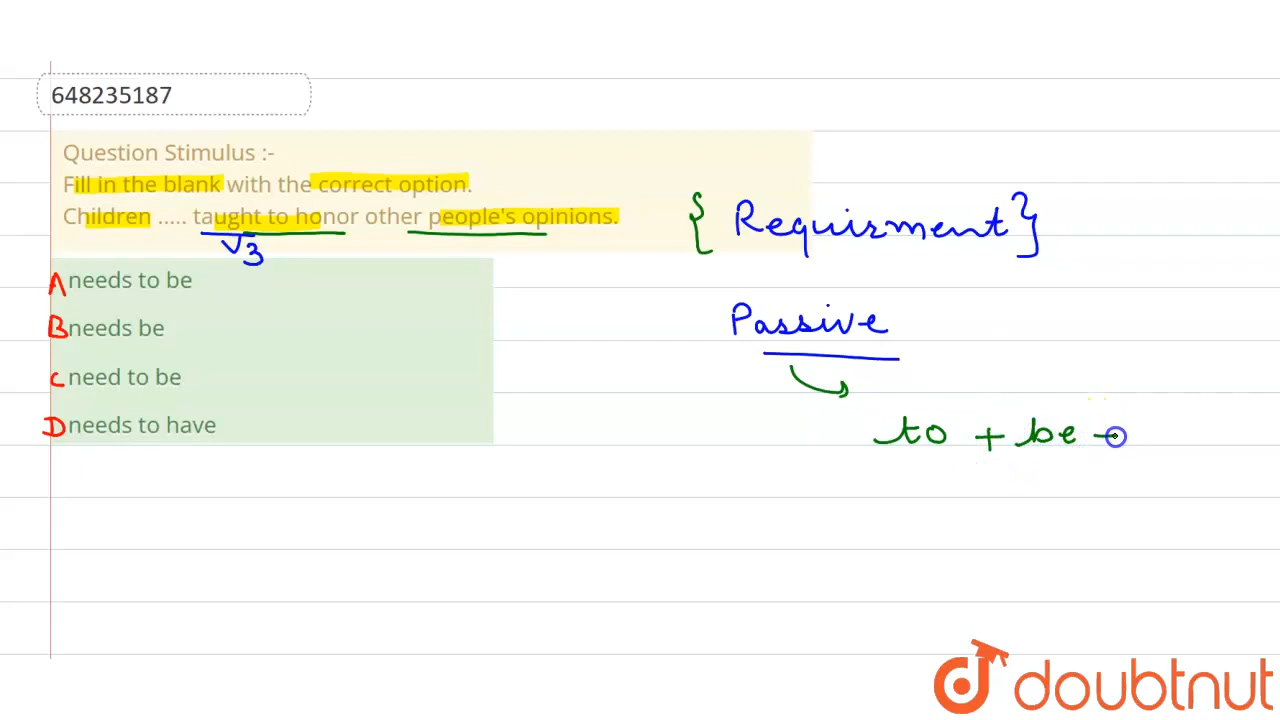 648235187
Question Stimulus :-
Fill in the blank with the correct option.
Children ..... taught to honor other people's opinions.
V3
A needs to be
B needs be
C need to be
D needs to have
{ Requirment }
Passive
to + be +
doubtnut